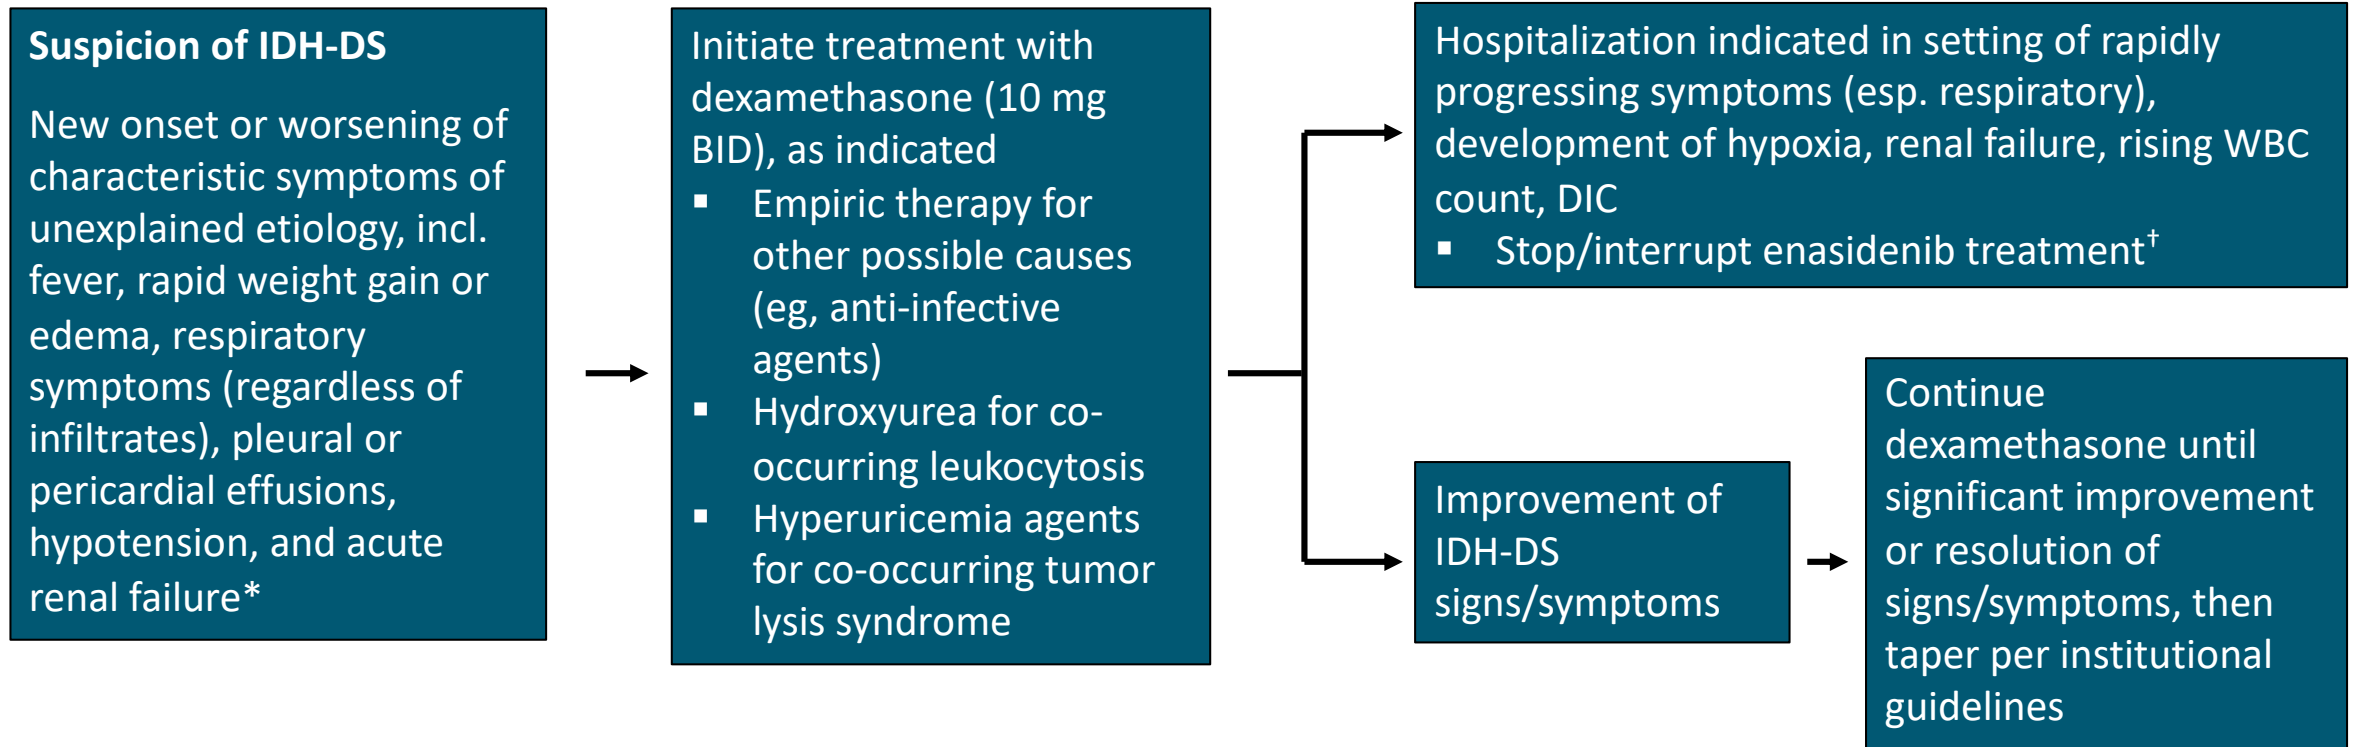 Suspicion of IDH-DS
New onset or worsening of
characteristic symptoms of
unexplained etiology, incl.
fever, rapid weight gain or
edema, respiratory
symptoms (regardless of
infiltrates), pleural or
pericardial effusions,
hypotension, and acute
renal failure*
Initiate treatment with
dexamethasone (10 mg
BID), as indicated
▪ Empiric therapy for
other possible causes
(eg, anti-infective
agents)
▪ Hydroxyurea for co-
occurring leukocytosis
▪ Hyperuricemia agents
for co-occurring tumor
lysis syndrome
Hospitalization indicated in setting of rapidly
progressing symptoms (esp. respiratory),
development of hypoxia, renal failure, rising WBC
count, DIC
▪ Stop/interrupt enasidenib treatment†
Improvement of
IDH-DS
signs/symptoms
Continue
dexamethasone until
significant improvement
or resolution of
signs/symptoms, then
taper per institutional
guidelines